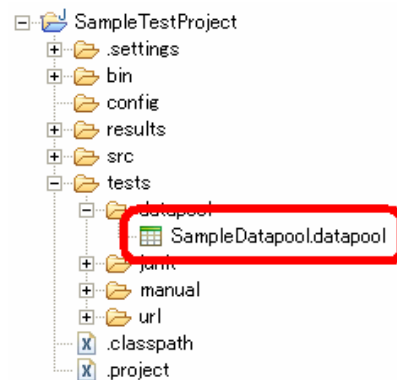 SampleTestProject
.settings
bin
config
results
src
tests
datapool
SampleDatapool.datapool
junit
manual
url
.classpath
.project